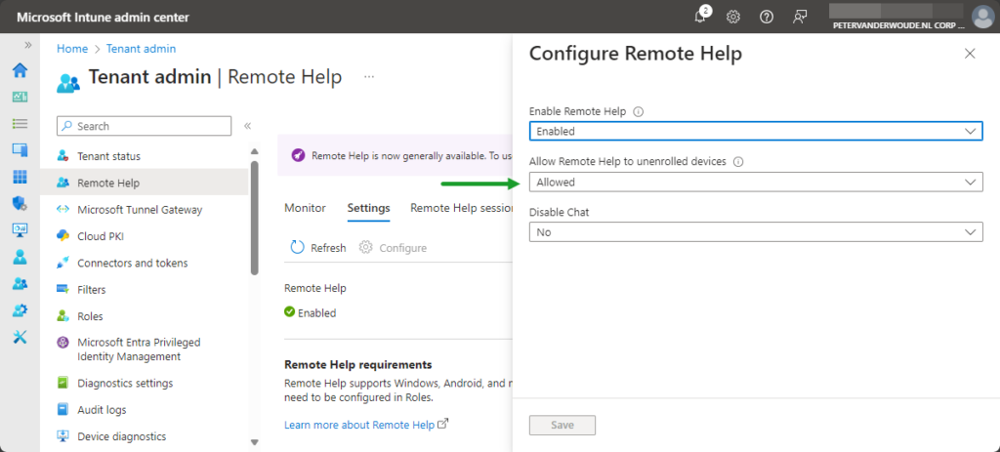 Microsoft Intune admin center
2
PETERVANDERWOUDE.NL CORP ...
Home > Tenant admin
Tenant admin | Remote Help
...
Search
Tenant status
Remote Help
Microsoft Tunnel Gateway
Cloud PKI
Connectors and tokens
Filters
Roles
Microsoft Entra Privileged
Identity Management
Diagnostics settings
Audit logs
Device diagnostics
Remote Help is now generally available. To use
Monitor Settings Remote Help session
Refresh Configure
Remote Help
Enabled
Remote Help requirements
Remote Help supports Windows, Android, and m
need to be configured in Roles.
Learn more about Remote Help
Configure Remote Help
Enable Remote Help
Enabled
Allow Remote Help to unenrolled devices
Allowed
Disable Chat
No
Save